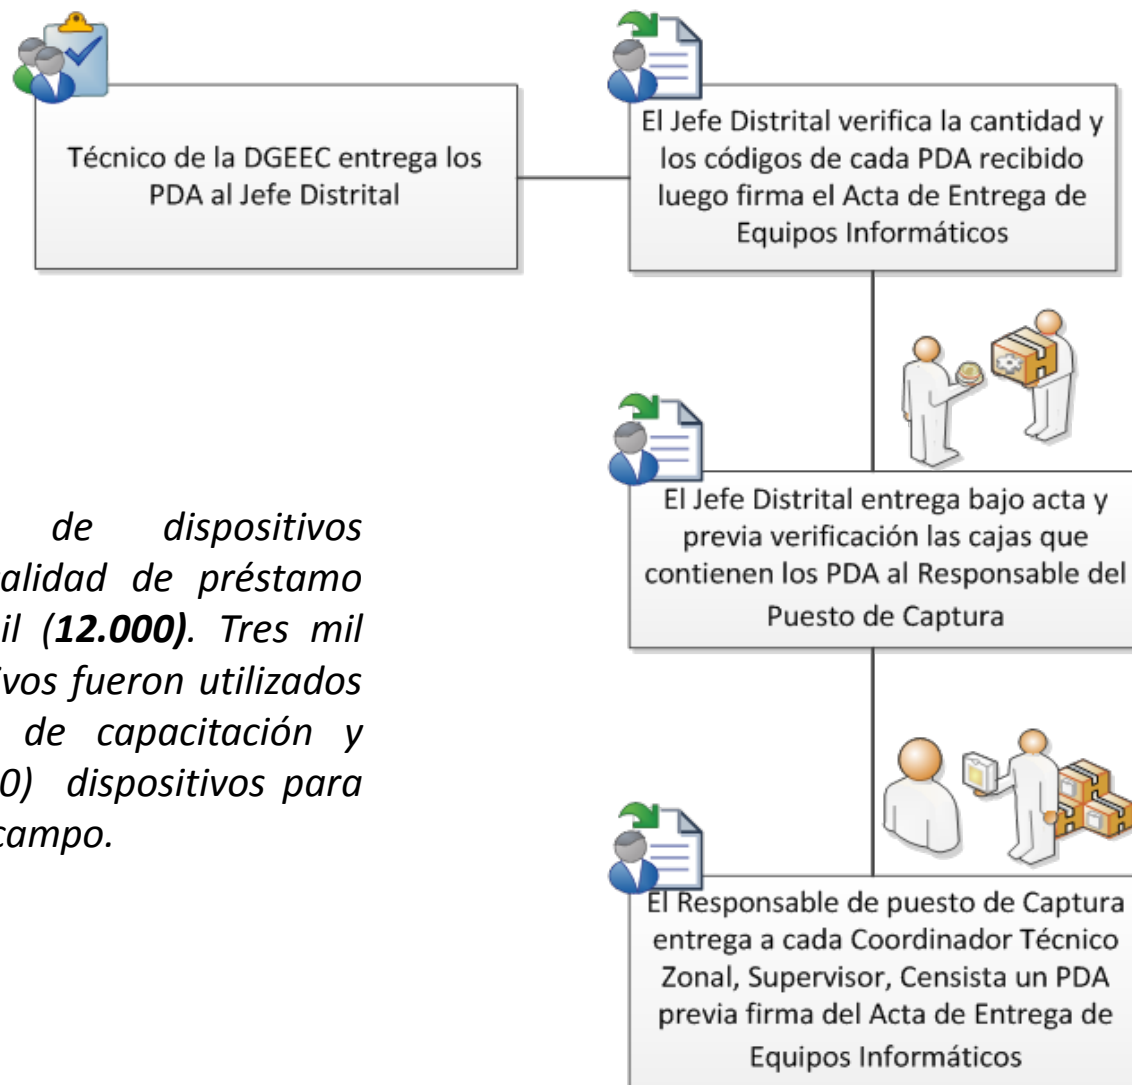 Técnico de la DGEEC entrega los
PDA al Jefe Distrital
El Jefe Distrital verifica la cantidad y
los códigos de cada PDA recibido
luego firma el Acta de Entrega de
Equipos Informáticos
El Jefe Distrital entrega bajo acta y
previa verificación las cajas que
contienen los PDA al Responsable del
Puesto de Captura
El Responsable de puesto de Captura
entrega a cada Coordinador Técnico
Zonal, Supervisor, Censista un PDA
previa firma del Acta de Entrega de
Equipos Informáticos
de dispositivos
calidad de préstamo
il (12.000). Tres mil
ivos fueron utilizados
de capacitación y
0) dispositivos para
campo.